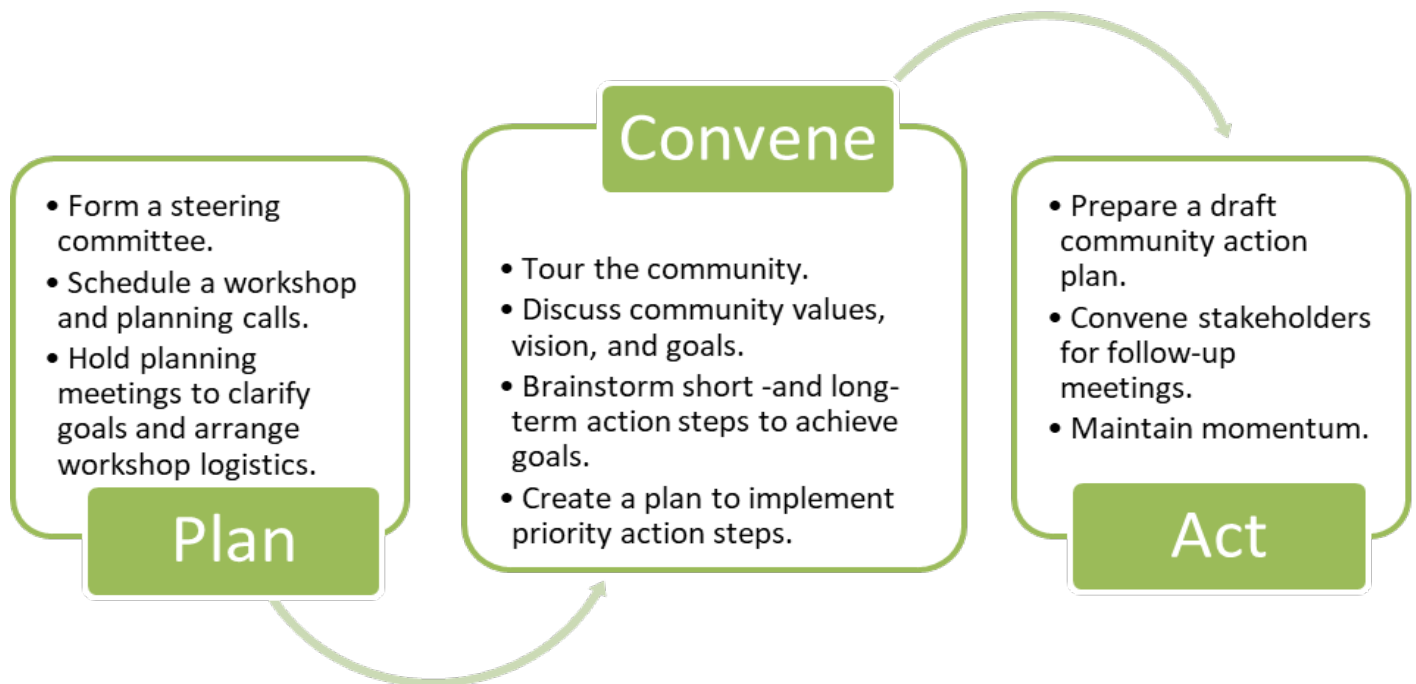 • Form a steering
committee.
• Schedule a workshop
and planning calls.
• Hold planning
meetings to clarify
goals and arrange
workshop logistics.
Plan
Convene
• Tour the community.
• Discuss community values,
vision, and goals.
• Brainstorm short -and long-
term action steps to achieve
goals.
• Create a plan to implement
priority action steps.
• Prepare a draft
community action
plan.
• Convene stakeholders
for follow-up
meetings.
• Maintain momentum.
Act